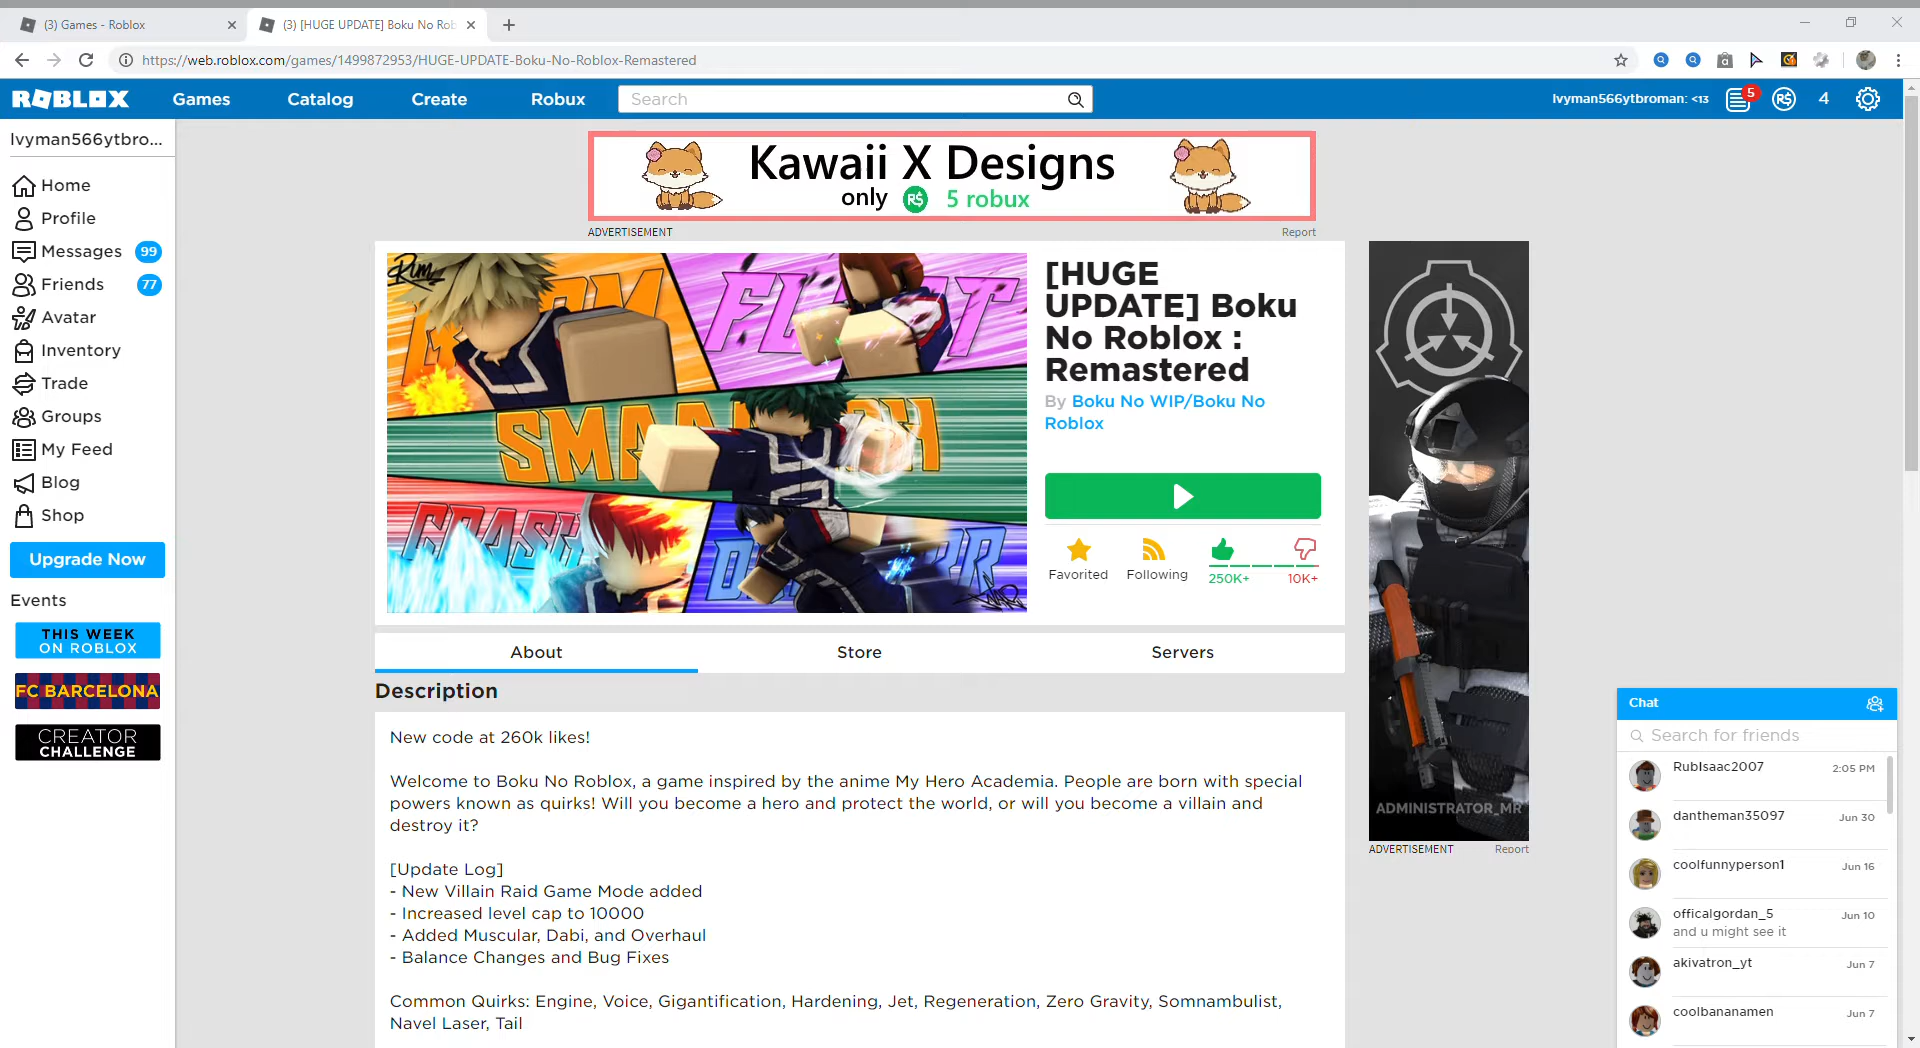 (3) Games - Roblox
(3) [HUGE UPDATE] Boku No Rob
https://web.roblox.com/games/1499872953/HUGE-UPDATE-Boku-No-Roblox-Remastered
ROBLOX
Games
Catalog
Create
Robux
Search
Ivyman566ytbroman: <13
5
R$
4
Ivyman566ytbro...
Home
Profile
Messages
99
Friends
77
Avatar
Inventory
Trade
Groups
My Feed
Blog
Shop
Upgrade Now
Events
THIS WEEK
ON ROBLOX
FC BARCELONA
CREATOR
CHALLENGE
Kawaii X Designs
only R$ 5 robux
ADVERTISEMENT
Report
[HUGE
UPDATE] Boku
No Roblox :
Remastered
By Boku No WIP/Boku No
Roblox
Favorited
Following
250K+
10K+
About
Store
Servers
Description
New code at 260k likes!
Welcome to Boku No Roblox, a game inspired by the anime My Hero Academia. People are born with special
powers known as quirks! Will you become a hero and protect the world, or will you become a villain and
destroy it?
[Update Log]
- New Villain Raid Game Mode added
- Increased level cap to 10000
- Added Muscular, Dabi, and Overhaul
- Balance Changes and Bug Fixes
Common Quirks: Engine, Voice, Gigantification, Hardening, Jet, Regeneration, Zero Gravity, Somnambulist,
Navel Laser, Tail
ADMINISTRATOR_MR
ADVERTISEMENT
Report
Chat
Search for friends
RubIsaac2007
2:05 PM
dantheman35097
Jun 30
coolfunnyperson1
Jun 16
officalgordan_5
Jun 10
and u might see it
akivatron_yt
Jun 7
coolbananamen
Jun 7